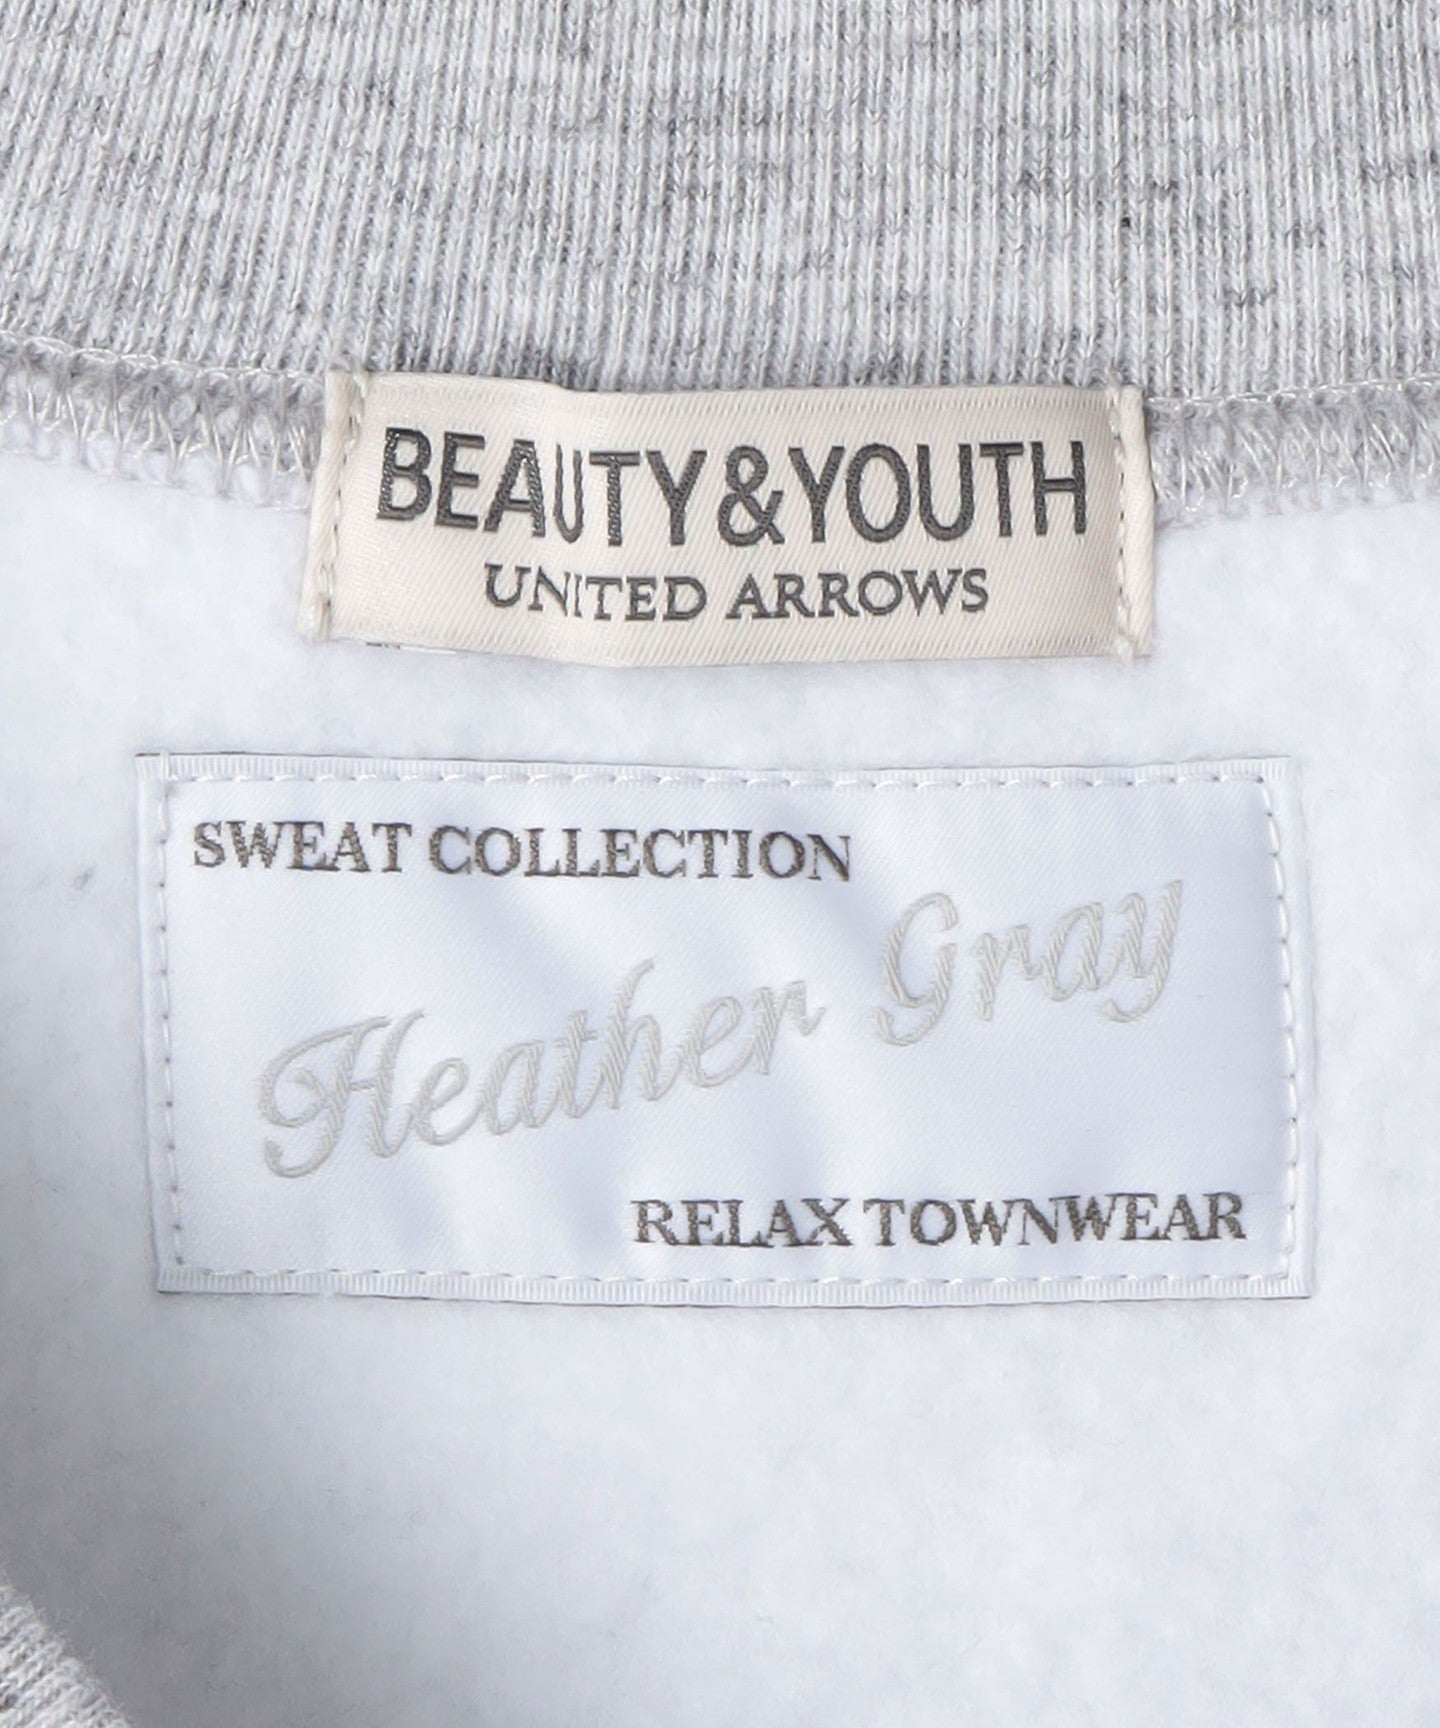 BEAUTY&YOUTH
UNITED ARROWS
SWEAT COLLECTION
Heather Gray
RELAX TOWNWEAR